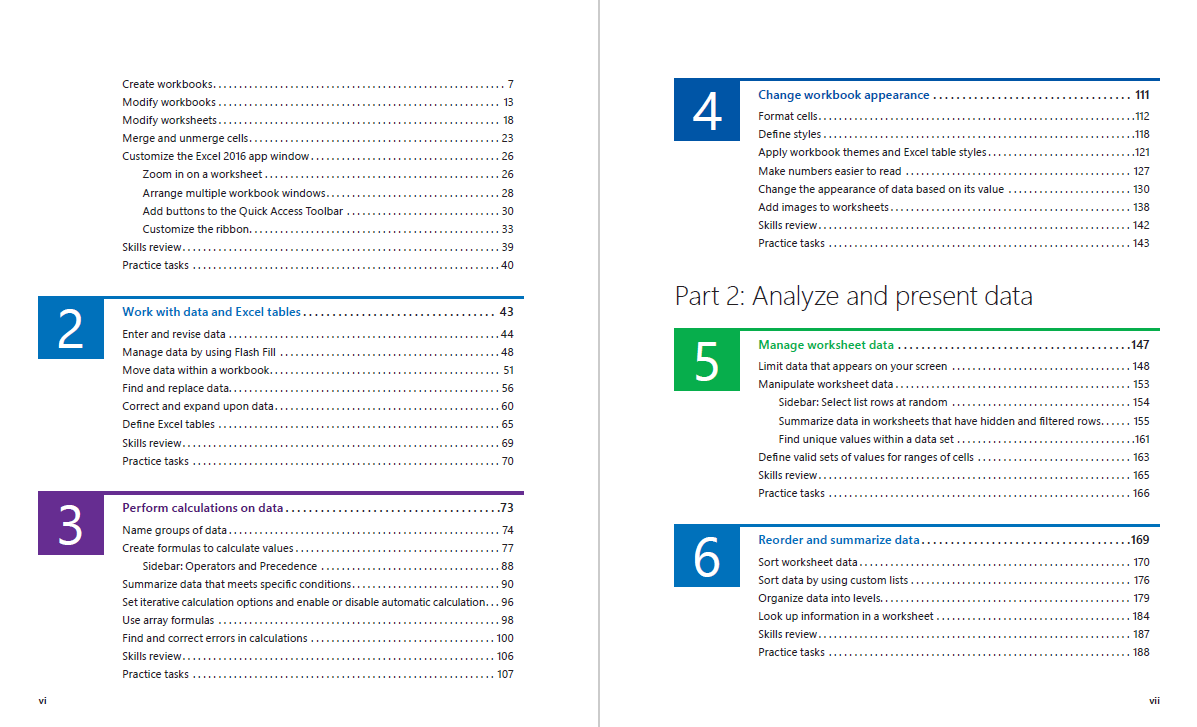 Create workbooks. . . . . . . . . . . . . . . . . . . . . . . . . . . . . . . . . . . . . . 7
Modify workbooks . . . . . . . . . . . . . . . . . . . . . . . . . . . . . . . . . . . . . . 13
Modify worksheets . . . . . . . . . . . . . . . . . . . . . . . . . . . . . . . . . . . . . . 18
Merge and unmerge cells. . . . . . . . . . . . . . . . . . . . . . . . . . . . . . . . . . 23
Customize the Excel 2016 app window . . . . . . . . . . . . . . . . . . . . . . . . . . 26
Zoom in on a worksheet . . . . . . . . . . . . . . . . . . . . . . . . . . . . . . . . . . 26
Arrange multiple workbook windows. . . . . . . . . . . . . . . . . . . . . . . . . . 28
Add buttons to the Quick Access Toolbar . . . . . . . . . . . . . . . . . . . . . . 30
Customize the ribbon. . . . . . . . . . . . . . . . . . . . . . . . . . . . . . . . . . . . 33
Skills review. . . . . . . . . . . . . . . . . . . . . . . . . . . . . . . . . . . . . . . . . . 39
Practice tasks . . . . . . . . . . . . . . . . . . . . . . . . . . . . . . . . . . . . . . . . 40
2
Work with data and Excel tables . . . . . . . . . . . . . . . . . . . . . . . . . . . . 43
Enter and revise data . . . . . . . . . . . . . . . . . . . . . . . . . . . . . . . . . . . . 44
Manage data by using Flash Fill . . . . . . . . . . . . . . . . . . . . . . . . . . . . . 48
Move data within a workbook. . . . . . . . . . . . . . . . . . . . . . . . . . . . . . . 51
Find and replace data. . . . . . . . . . . . . . . . . . . . . . . . . . . . . . . . . . . . 56
Correct and expand upon data. . . . . . . . . . . . . . . . . . . . . . . . . . . . . . 60
Define Excel tables . . . . . . . . . . . . . . . . . . . . . . . . . . . . . . . . . . . . . 65
Skills review. . . . . . . . . . . . . . . . . . . . . . . . . . . . . . . . . . . . . . . . . . 69
Practice tasks . . . . . . . . . . . . . . . . . . . . . . . . . . . . . . . . . . . . . . . . 70
3
Perform calculations on data . . . . . . . . . . . . . . . . . . . . . . . . . . . . . . .73
Name groups of data . . . . . . . . . . . . . . . . . . . . . . . . . . . . . . . . . . . . 74
Create formulas to calculate values . . . . . . . . . . . . . . . . . . . . . . . . . . 77
Sidebar: Operators and Precedence . . . . . . . . . . . . . . . . . . . . . . . . . . 88
Summarize data that meets specific conditions. . . . . . . . . . . . . . . . . . . . 90
Set iterative calculation options and enable or disable automatic calculation. . . 96
Use array formulas . . . . . . . . . . . . . . . . . . . . . . . . . . . . . . . . . . . . . 98
Find and correct errors in calculations . . . . . . . . . . . . . . . . . . . . . . . . 100
Skills review. . . . . . . . . . . . . . . . . . . . . . . . . . . . . . . . . . . . . . . . . 106
Practice tasks . . . . . . . . . . . . . . . . . . . . . . . . . . . . . . . . . . . . . . . 107
vi
4
Change workbook appearance . . . . . . . . . . . . . . . . . . . . . . . . . . . . . 111
Format cells. . . . . . . . . . . . . . . . . . . . . . . . . . . . . . . . . . . . . . . . . .112
Define styles . . . . . . . . . . . . . . . . . . . . . . . . . . . . . . . . . . . . . . . . .118
Apply workbook themes and Excel table styles . . . . . . . . . . . . . . . . . . . .121
Make numbers easier to read . . . . . . . . . . . . . . . . . . . . . . . . . . . . . . 127
Change the appearance of data based on its value . . . . . . . . . . . . . . . . . 130
Add images to worksheets . . . . . . . . . . . . . . . . . . . . . . . . . . . . . . . . 138
Skills review. . . . . . . . . . . . . . . . . . . . . . . . . . . . . . . . . . . . . . . . . 142
Practice tasks . . . . . . . . . . . . . . . . . . . . . . . . . . . . . . . . . . . . . . . 143
Part 2: Analyze and present data
5
Manage worksheet data . . . . . . . . . . . . . . . . . . . . . . . . . . . . . . . . .147
Limit data that appears on your screen . . . . . . . . . . . . . . . . . . . . . . . . 148
Manipulate worksheet data . . . . . . . . . . . . . . . . . . . . . . . . . . . . . . . 153
Sidebar: Select list rows at random . . . . . . . . . . . . . . . . . . . . . . . . . . 154
Summarize data in worksheets that have hidden and filtered rows. . . . . . 155
Find unique values within a data set . . . . . . . . . . . . . . . . . . . . . . . . . .161
Define valid sets of values for ranges of cells . . . . . . . . . . . . . . . . . . . . 163
Skills review. . . . . . . . . . . . . . . . . . . . . . . . . . . . . . . . . . . . . . . . . 165
Practice tasks . . . . . . . . . . . . . . . . . . . . . . . . . . . . . . . . . . . . . . . 166
6
Reorder and summarize data . . . . . . . . . . . . . . . . . . . . . . . . . . . . . .169
Sort worksheet data . . . . . . . . . . . . . . . . . . . . . . . . . . . . . . . . . . . . 170
Sort data by using custom lists . . . . . . . . . . . . . . . . . . . . . . . . . . . . . 176
Organize data into levels. . . . . . . . . . . . . . . . . . . . . . . . . . . . . . . . . 179
Look up information in a worksheet . . . . . . . . . . . . . . . . . . . . . . . . . . 184
Skills review. . . . . . . . . . . . . . . . . . . . . . . . . . . . . . . . . . . . . . . . . 187
Practice tasks . . . . . . . . . . . . . . . . . . . . . . . . . . . . . . . . . . . . . . . 188
vii